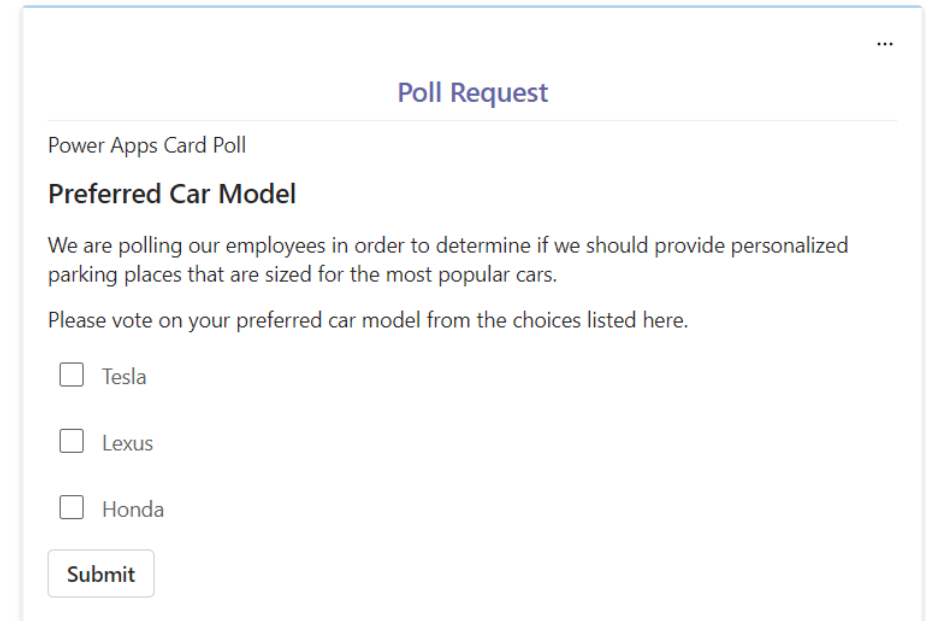 ...
Poll Request
Power Apps Card Poll
Preferred Car Model
We are polling our employees in order to determine if we should provide personalized
parking places that are sized for the most popular cars.
Please vote on your preferred car model from the choices listed here.
Tesla
Lexus
Honda
Submit